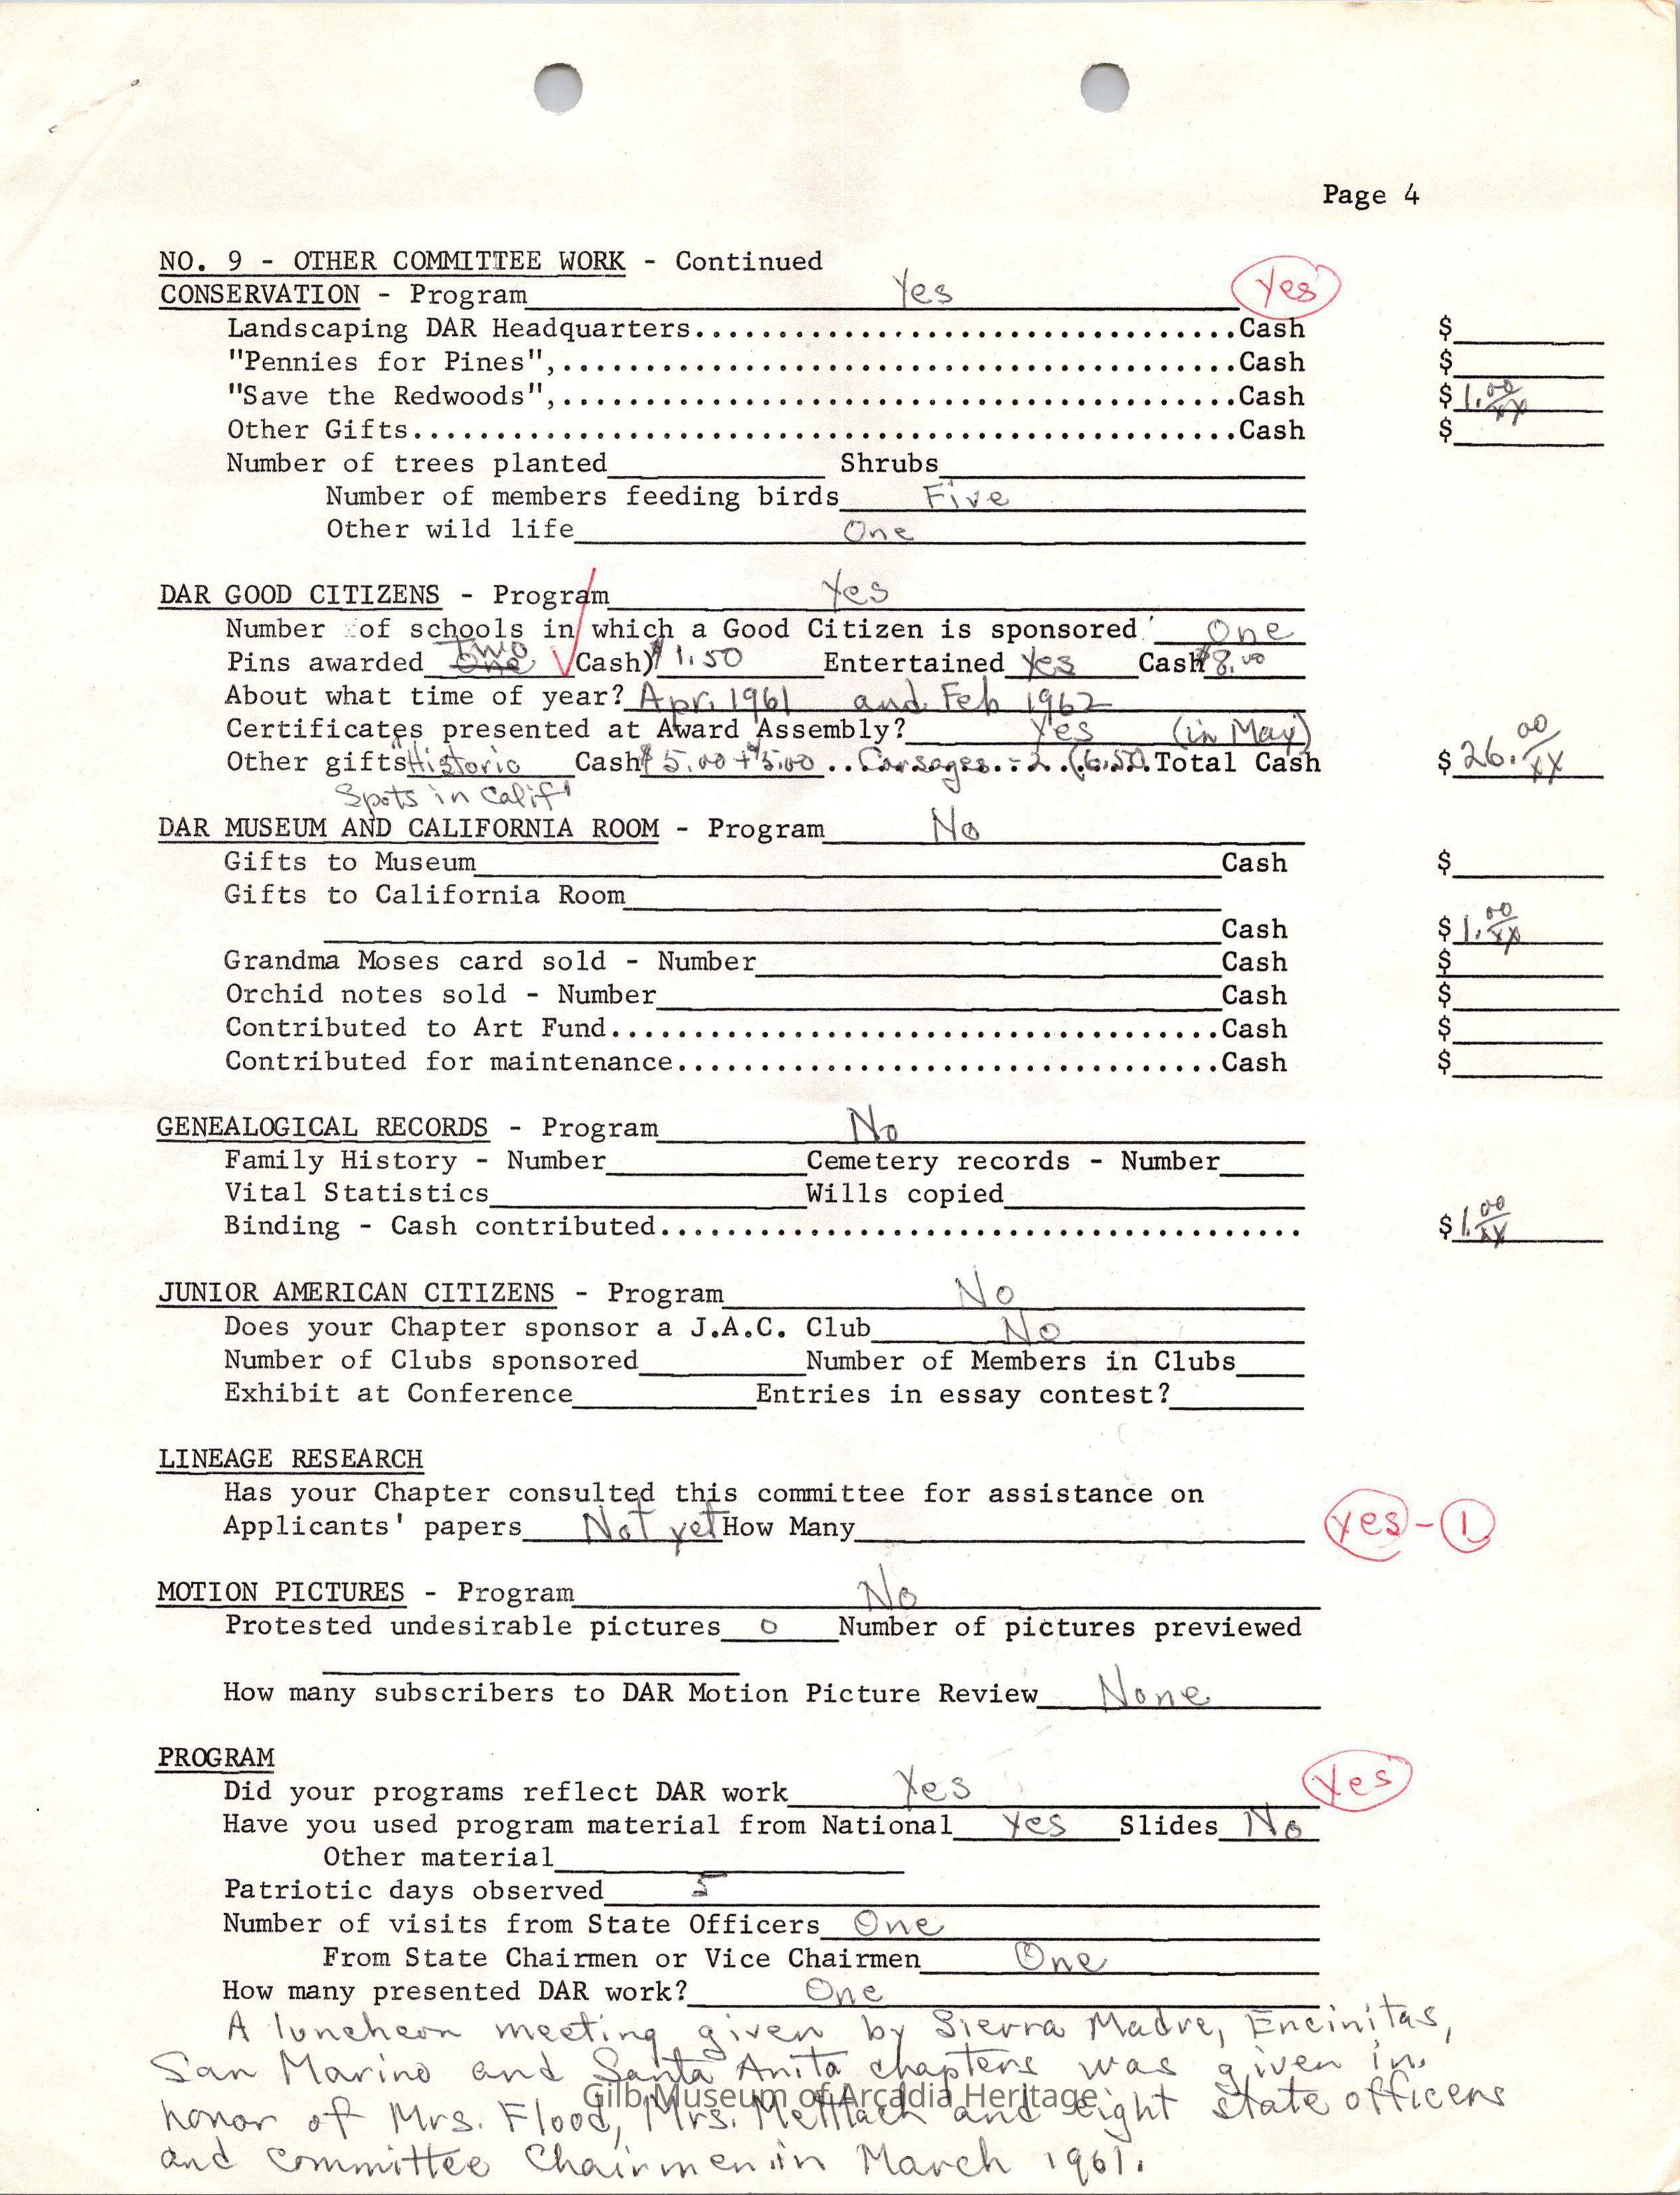 Page 4
NO. 9 - OTHER COMMITTEE WORK - Continued
CONSERVATION - Program Yes Yes
Landscaping DAR Headquarters.................................Cash $
"Pennies for Pines",.........................................Cash $
"Save the Redwoods",.........................................Cash $ 1.00/xx
Other Gifts..................................................Cash $
Number of trees planted Shrubs
Number of members feeding birds Five
Other wild life One
DAR GOOD CITIZENS - Program Yes
Number of schools in which a Good Citizen is sponsored One
Two
Pins awarded One Cash) $1.50 Entertained Yes Cash $8.00
About what time of year? Apr. 1961 and Feb 1962
Certificates presented at Award Assembly? Yes (in May)
Other gifts "Historic Cash $5.00 + $5.00 .. Corsages - 2 (6.50) .Total Cash $ 26.00/xx
Spots in Calif"
DAR MUSEUM AND CALIFORNIA ROOM - Program No
Gifts to Museum Cash $
Gifts to California Room
Cash $ 1.00/xx
Grandma Moses card sold - Number Cash $
Orchid notes sold - Number Cash $
Contributed to Art Fund.....................................Cash $
Contributed for maintenance.................................Cash $
GENEALOGICAL RECORDS - Program No
Family History - Number Cemetery records - Number
Vital Statistics Wills copied
Binding - Cash contributed....................................... $ 1.00/xx
JUNIOR AMERICAN CITIZENS - Program No
Does your Chapter sponsor a J.A.C. Club No
Number of Clubs sponsored Number of Members in Clubs
Exhibit at Conference Entries in essay contest?
LINEAGE RESEARCH
Has your Chapter consulted this committee for assistance on
Applicants' papers Not yet How Many yes - 1
MOTION PICTURES - Program No
Protested undesirable pictures 0 Number of pictures previewed
How many subscribers to DAR Motion Picture Review None
PROGRAM
Did your programs reflect DAR work Yes Yes
Have you used program material from National Yes Slides No
Other material
Patriotic days observed 5
Number of visits from State Officers One
From State Chairmen or Vice Chairmen One
How many presented DAR work? One
A luncheon meeting given by Sierra Madre, Encinitas,
San Marino and Santa Anita chapters was given in
Gilb Museum of Arcadia Heritage
honor of Mrs. Flood, Mrs. Mettlach and eight state officers
and committee Chairmen in March 1961.